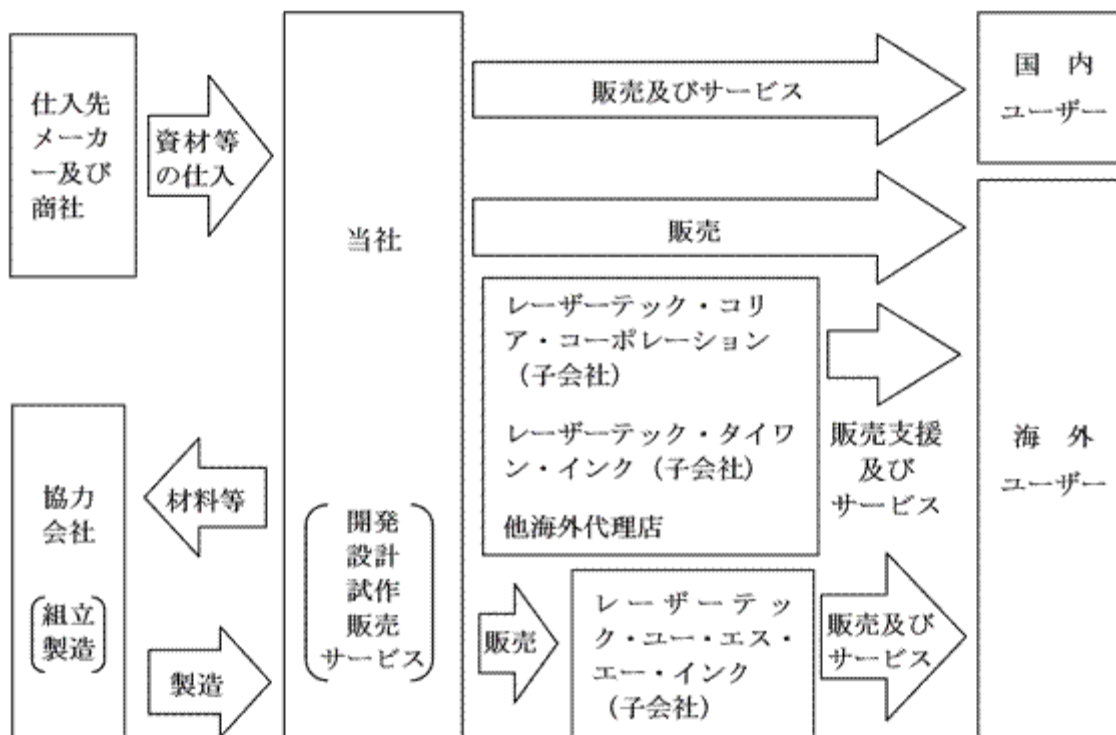 仕入先
メーカ
ー及び
商社
資材等
の仕入
当社
開発
設計
試作
販売
サービス
協力
会社
組立
製造
材料等
製造
販売及びサービス
国 内
ユーザー
販売
レーザーテック・コリ
ア・コーポレーション
(子会社)
レーザーテック・タイワ
ン・インク (子会社)
他海外代理店
販売支援
及び
サービス
海 外
ユーザー
販売
レーザーテッ
ク・ユー・エス・
エー・インク
(子会社)
販売及び
サービス